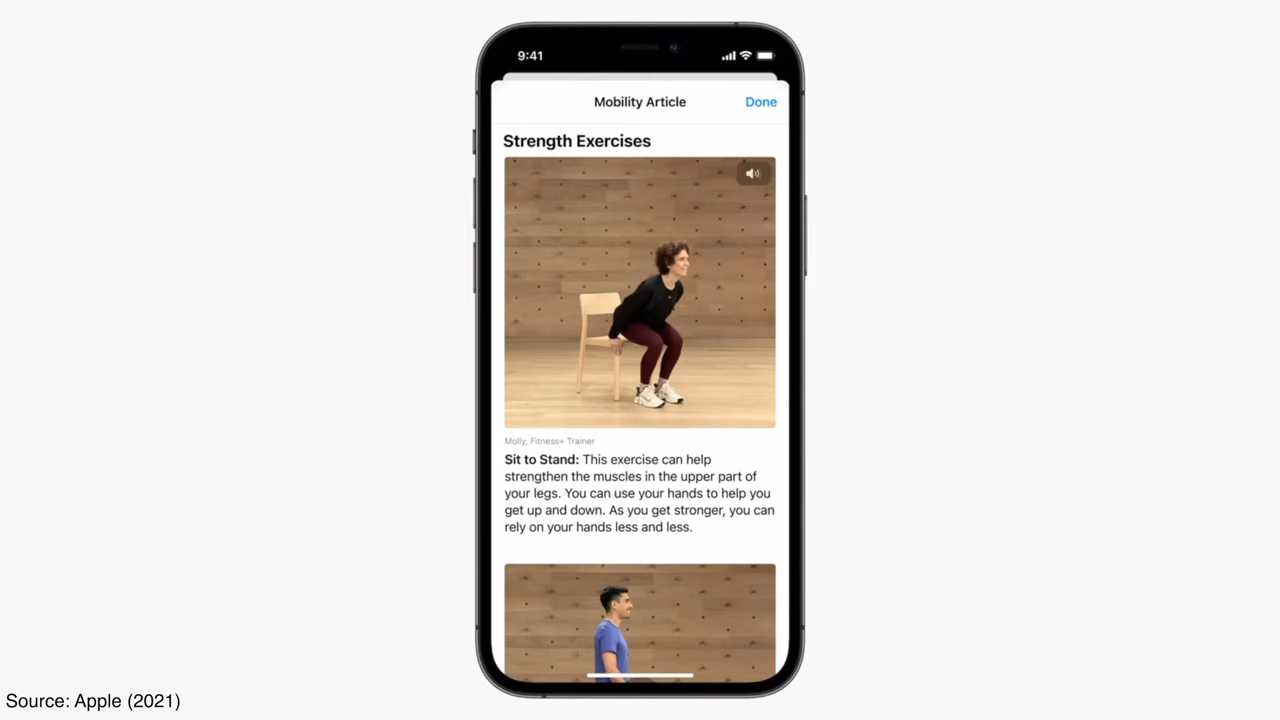 9:41
Mobility Article
Done
Strength Exercises
Molly, Fitness+ Trainer
Sit to Stand: This exercise can help
strengthen the muscles in the upper part of
your legs. You can use your hands to help you
get up and down. As you get stronger, you can
rely on your hands less and less.
Source: Apple (2021)